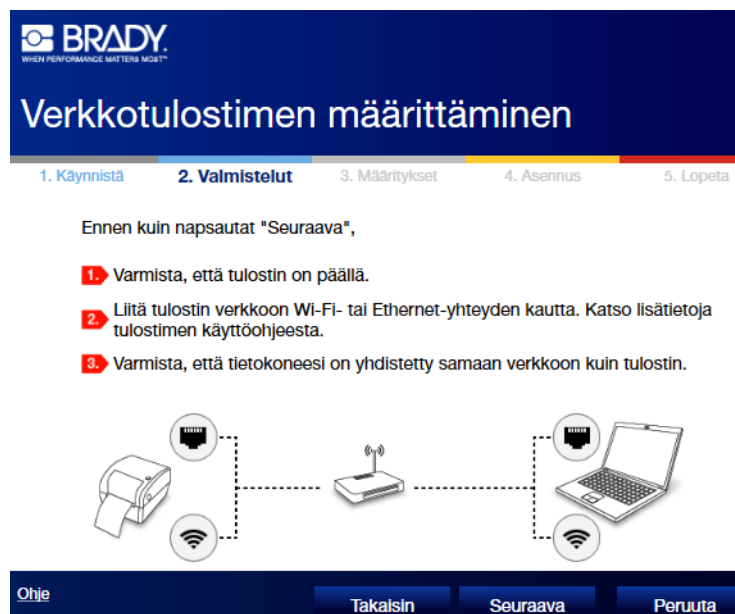 BRADY.
WHEN PERFORMANCE MATTERS MOST™
Verkkotulostimen määrittäminen
1. Käynnistä
2. Valmistelut
3. Määritykset
4. Asennus
5. Lopeta
Ennen kuin napsautat "Seuraava",
1. Varmista, että tulostin on päällä.
2. Liitä tulostin verkkoon Wi-Fi- tai Ethernet-yhteyden kautta. Katso lisätietoja
tulostimen käyttöohjeesta.
3. Varmista, että tietokoneesi on yhdistetty samaan verkkoon kuin tulostin.
Ohje
Takaisin
Seuraava
Peruuta